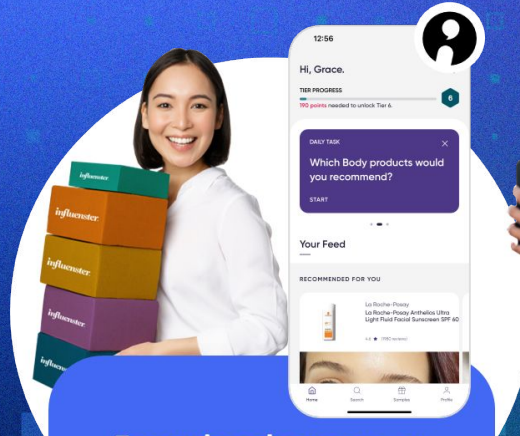 influenster
influenster
influenster
influenster
12:56
Hi, Grace.
TIER PROGRESS
6
190 points needed to unlock Tier 6.
DAILY TASK
Which Body products would
you recommend?
START
Your Feed
RECOMMENDED FOR YOU
La Roche-Posay
La Roche-Posay Anthelios Ultra
Light Fluid Facial Sunscreen SPF 60
Home
Search
Samples
Profile